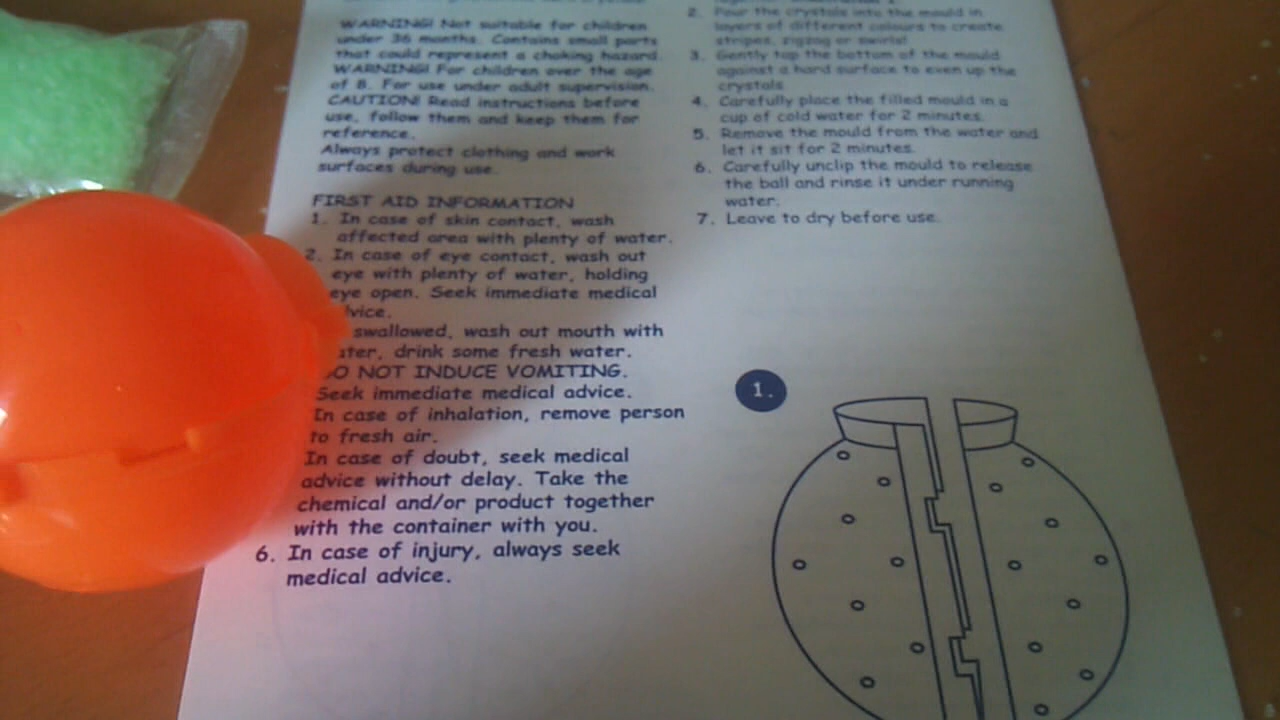 WARNING! Not suitable for children
under 36 months. Contains small parts
that could represent a choking hazard.
WARNING! For children over the age
of 8. For use under adult supervision.
CAUTION! Read instructions before
use, follow them and keep them for
reference.
Always protect clothing and work
surfaces during use.
FIRST AID INFORMATION
1. In case of skin contact, wash
affected area with plenty of water.
2. In case of eye contact, wash out
eye with plenty of water, holding
eye open. Seek immediate medical
dvice.
swallowed, wash out mouth with
ater, drink some fresh water.
O NOT INDUCE VOMITING.
Seek immediate medical advice.
In case of inhalation, remove person
to fresh air.
In case of doubt, seek medical
advice without delay. Take the
chemical and/or product together
with the container with you.
6. In case of injury, always seek
medical advice.
2. Pour the crystals into the mould in
layers of different colours to create
stripes, zigzag or swirls!
3. Gently tap the bottom of the mould
against a hard surface to even up the
crystals.
4. Carefully place the filled mould in a
cup of cold water for 2 minutes.
5. Remove the mould from the water and
let it sit for 2 minutes.
6. Carefully unclip the mould to release
the ball and rinse it under running
water.
7. Leave to dry before use.
1.